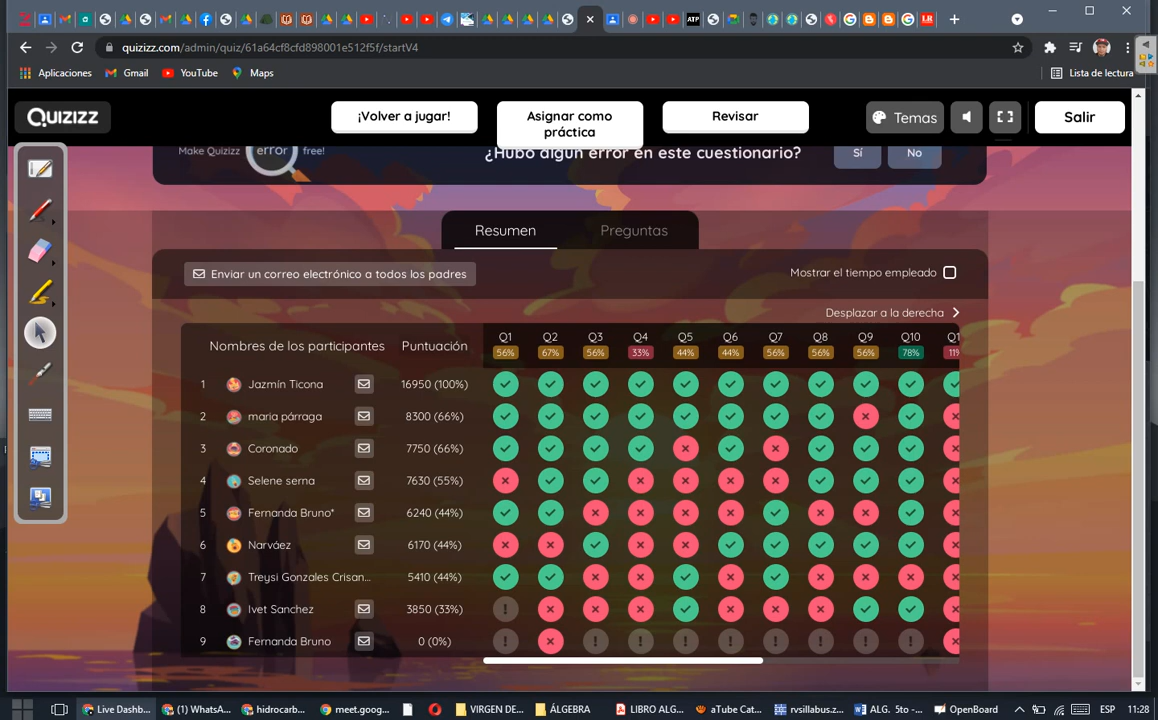 quizizz.com/admin/quiz/61a64cf8cfd898001e512f5f/startV4
Aplicaciones Gmail YouTube Maps Lista de lectura
QUIZIZZ ¡Volver a jugar! Asignar como práctica Revisar Temas Salir
Make Quizizz error free! ¿Hubo algún error en este cuestionario? Sí No
Resumen Preguntas
Enviar un correo electrónico a todos los padres Mostrar el tiempo empleado
Desplazar a la derecha
Nombres de los participantes Puntuación Q1 Q2 Q3 Q4 Q5 Q6 Q7 Q8 Q9 Q10 Q1
56% 67% 56% 33% 44% 44% 56% 56% 56% 78% 11%
1 Jazmín Ticona 16950 (100%)
2 maria párraga 8300 (66%)
3 Coronado 7750 (66%)
4 Selene serna 7630 (55%)
5 Fernanda Bruno* 6240 (44%)
6 Narváez 6170 (44%)
7 Treysi Gonzales Crisan... 5410 (44%)
8 Ivet Sanchez 3850 (33%)
9 Fernanda Bruno 0 (0%)
Live Dashb... (1) WhatsA... hidrocarb... meet.goog... VIRGEN DE... ÁLGEBRA LIBRO ALG... aTube Cat... rvsillabus.z... ALG. 5to -... OpenBoard ESP 11:28